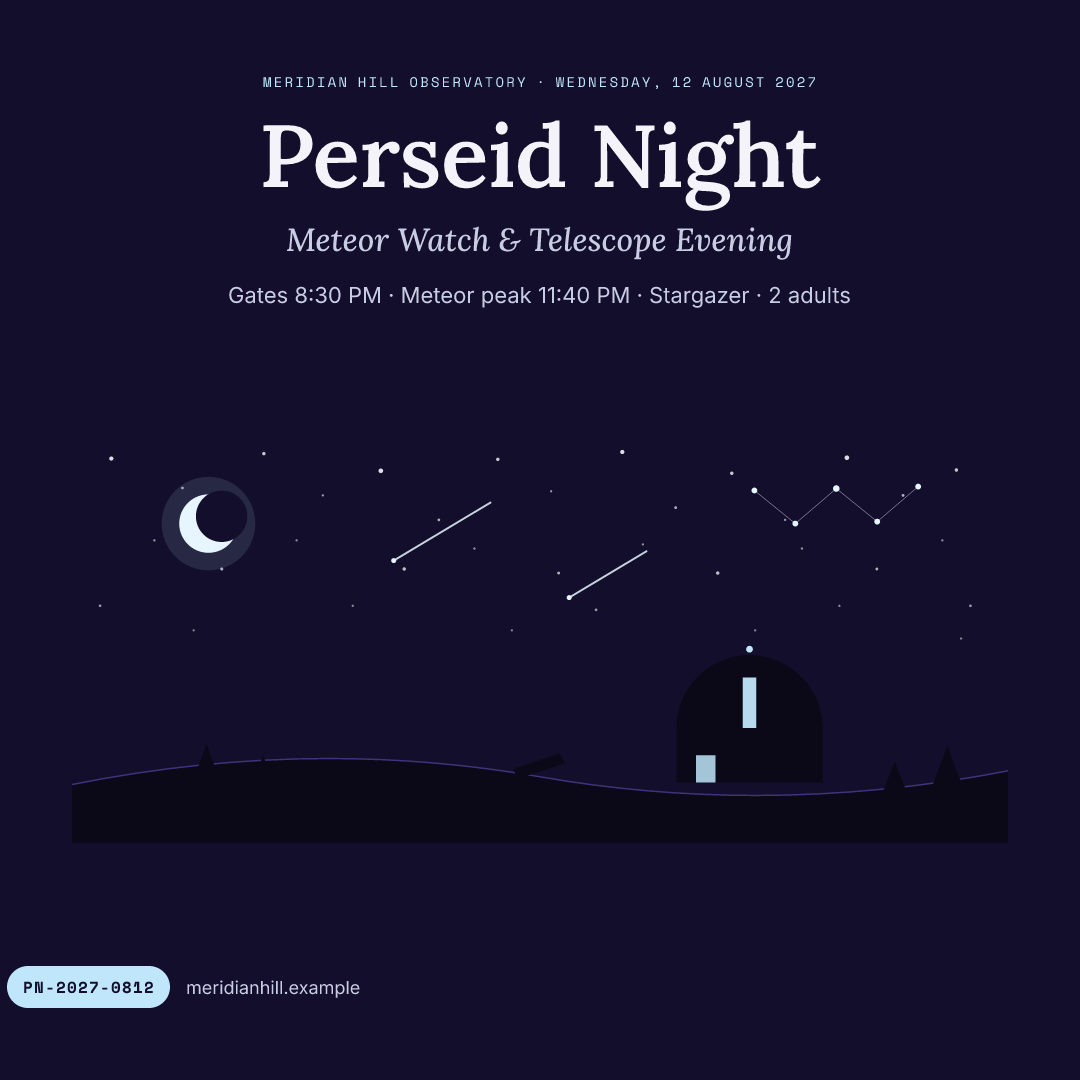 MERIDIAN HILL OBSERVATORY · WEDNESDAY, 12 AUGUST 2027
Perseid Night
Meteor Watch & Telescope Evening
Gates 8:30 PM · Meteor peak 11:40 PM · Stargazer · 2 adults
PN-2027-0812 meridianhill.example